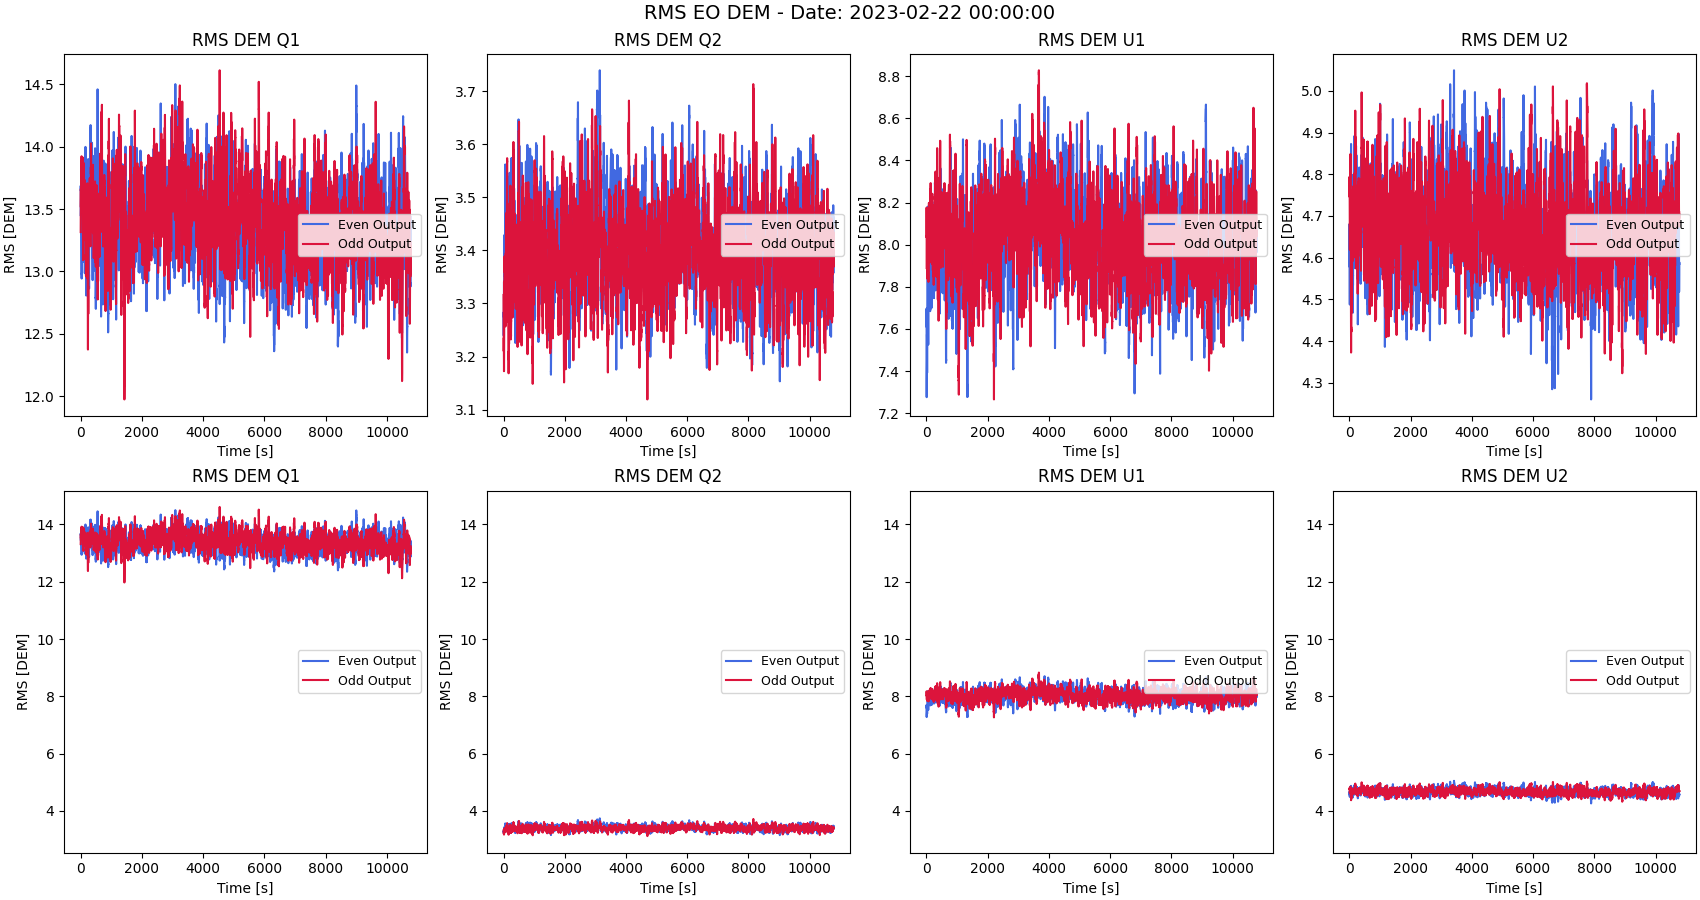 RMS EO DEM - Date: 2023-02-22 00:00:00
RMS DEM Q1
RMS [DEM]
14.5
14.0
13.5
13.0
12.5
12.0
0 2000 4000 6000 8000 10000
Time [s]
Even Output
Odd Output
RMS DEM Q2
RMS [DEM]
3.7
3.6
3.5
3.4
3.3
3.2
3.1
0 2000 4000 6000 8000 10000
Time [s]
Even Output
Odd Output
RMS DEM U1
RMS [DEM]
8.8
8.6
8.4
8.2
8.0
7.8
7.6
7.4
7.2
0 2000 4000 6000 8000 10000
Time [s]
Even Output
Odd Output
RMS DEM U2
RMS [DEM]
5.0
4.9
4.8
4.7
4.6
4.5
4.4
4.3
0 2000 4000 6000 8000 10000
Time [s]
Even Output
Odd Output
RMS DEM Q1
RMS [DEM]
14
12
10
8
6
4
0 2000 4000 6000 8000 10000
Time [s]
Even Output
Odd Output
RMS DEM Q2
RMS [DEM]
14
12
10
8
6
4
0 2000 4000 6000 8000 10000
Time [s]
Even Output
Odd Output
RMS DEM U1
RMS [DEM]
14
12
10
8
6
4
0 2000 4000 6000 8000 10000
Time [s]
Even Output
Odd Output
RMS DEM U2
RMS [DEM]
14
12
10
8
6
4
0 2000 4000 6000 8000 10000
Time [s]
Even Output
Odd Output